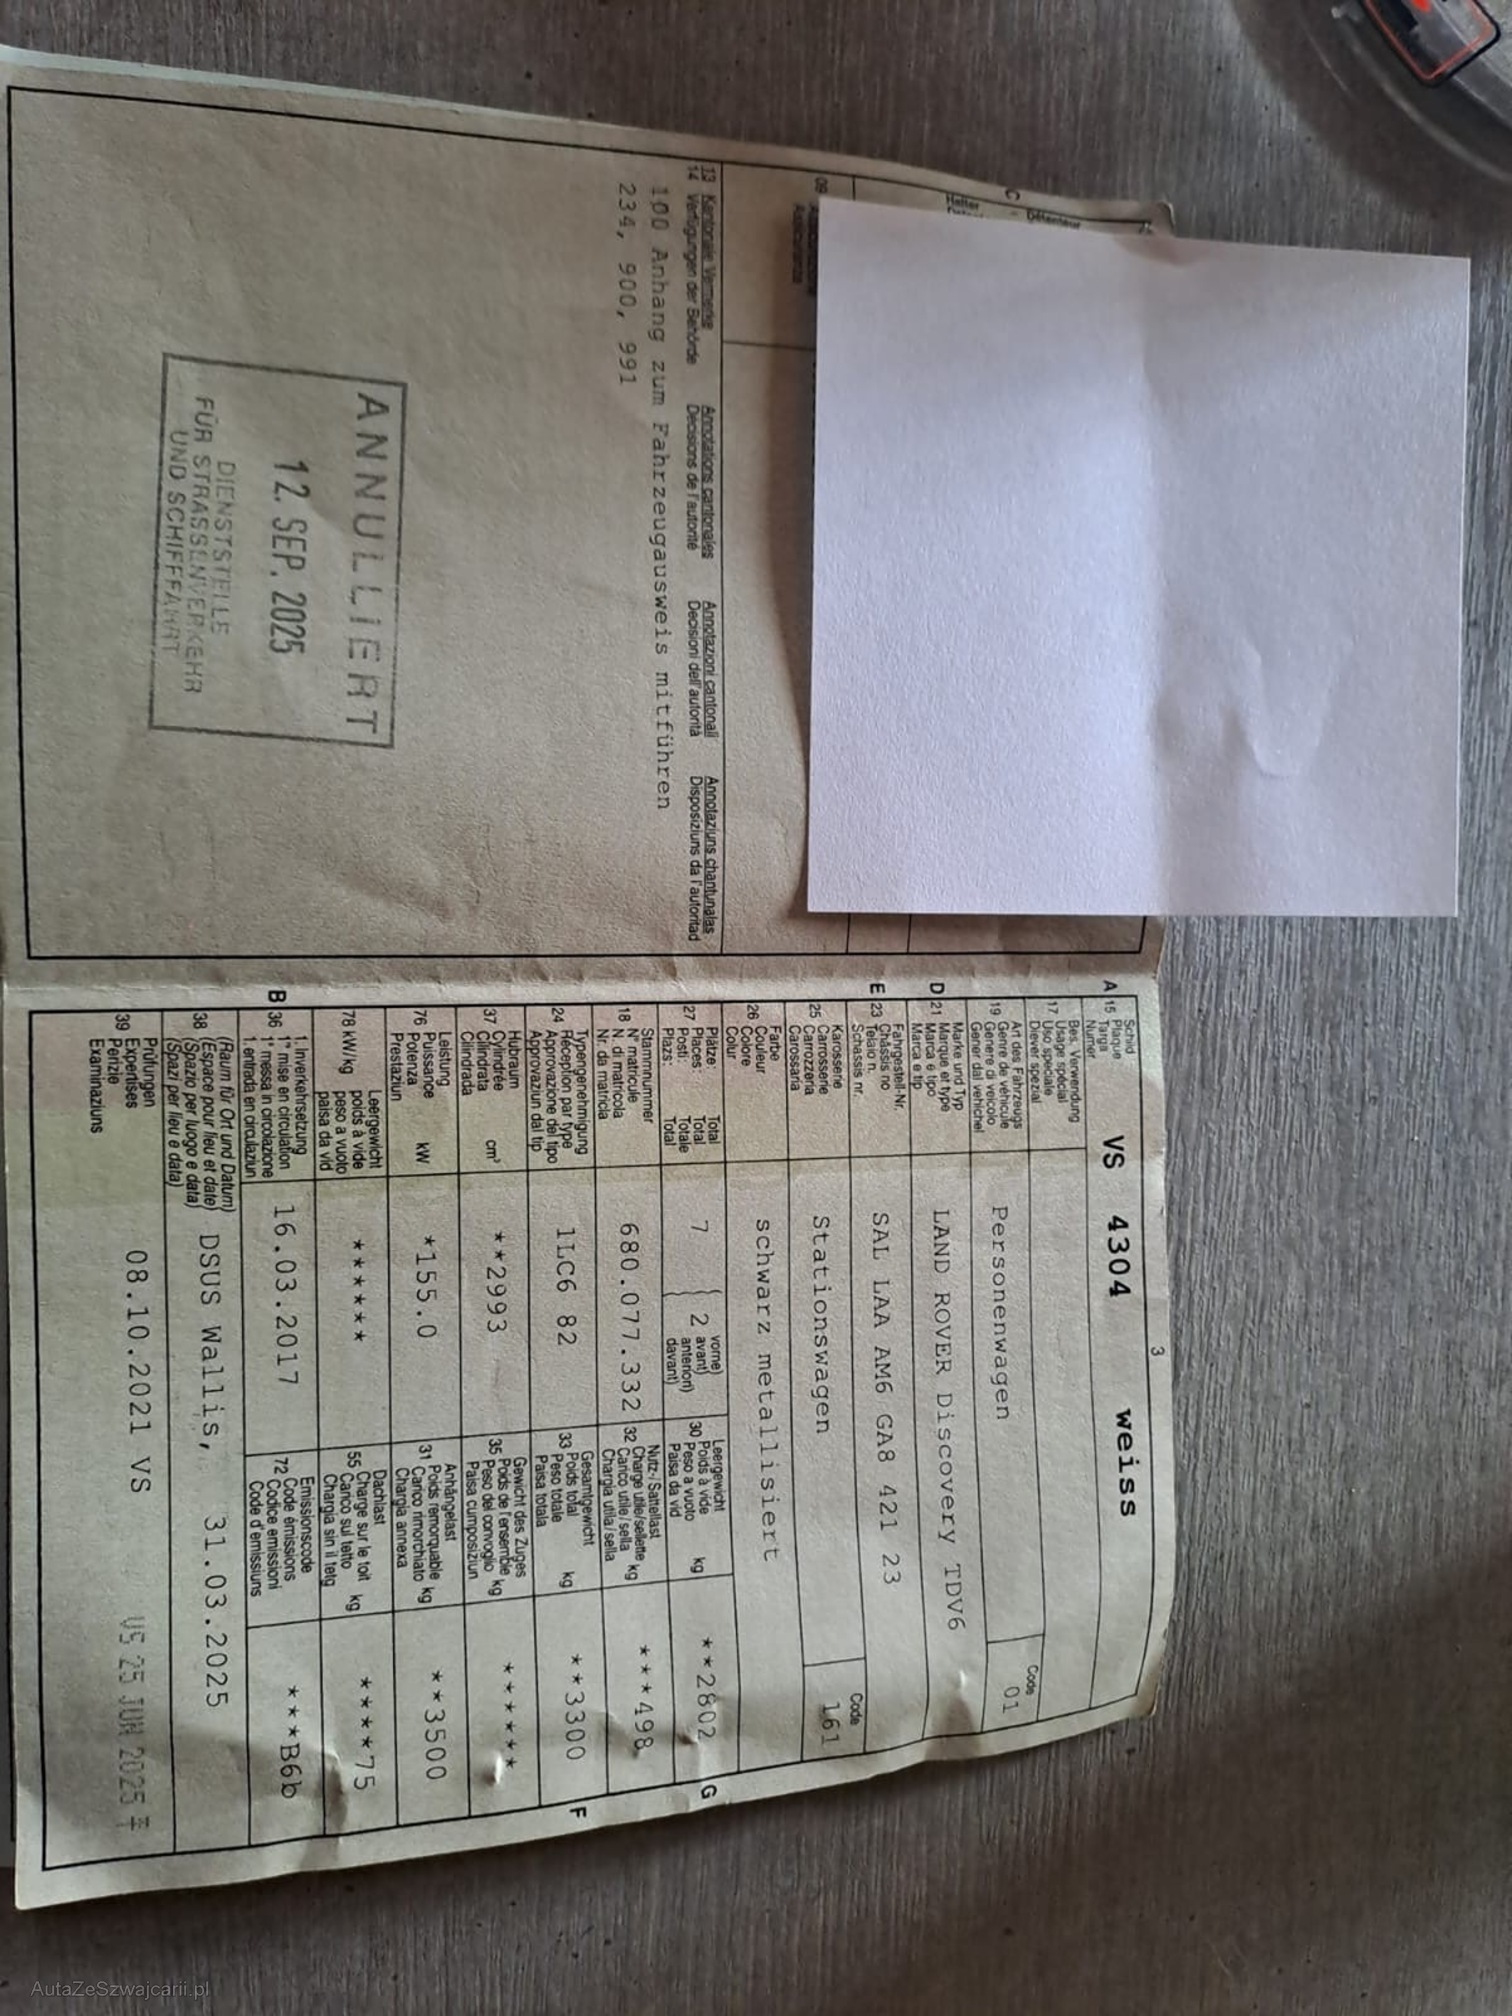 C
Halter
Détenteur
09
13 Kantonale Vermerke Annotations cantonales Annotazioni cantonali Annotaziuns chantunalas
14 Verfügungen der Behörde Décisions de l'autorité Decisioni dell'autorità Disposiziuns da l'autoritad
100 Anhang zum Fahrzeugausweis mitführen
234, 900, 991
ANNULLIERT
12. SEP. 2025
DIENSTSTELLE
FÜR STRASSENVERKEHR
UND SCHIFFFAHRT
3
A 15 Schild
Plaque
Targa
Numer
VS 4304 weiss
17 Bes. Verwendung
Usage spécial
Uso speciale
Diever spezial
19 Art des Fahrzeugs
Genre de véhicule
Genere di veicolo
Gener dal vehichel
Personenwagen
Code
01
D 21 Marke und Typ
Marque et type
Marca e tipo
Marca e tip
LAND ROVER Discovery TDV6
E 23 Fahrgestell-Nr.
Châssis no
Telaio n.
Schassis nr.
SAL LAA AM6 GA8 421 23
25 Karosserie
Carrosserie
Carrozzeria
Carossaria
Stationswagen
Code
161
26 Farbe
Couleur
Colore
Colur
schwarz metallisiert
27 Plätze: Total
Places: Total
Posti: Totale
Plazs: Total
7
2
vorne)
avant)
anteriori)
davant)
30 Leergewicht
Poids à vide
Peso a vuoto
Paisa da vid
kg
**2802
G
18 Stammnummer
N° matricule
N. di matricola
Nr. da matricla
680.077.332
32 Nutz-/Sattellast
Charge utile/sellette
Carico utile/sella
Chargia utila/sella
kg
***498
24 Typengenehmigung
Réception par type
Approvazione del tipo
Approvaziun dal tip
1LC6 82
33 Gesamtgewicht
Poids total
Peso totale
Paisa totala
kg
**3300
F
37 Hubraum
Cylindrée
Cilindrata
Cilindrada
cm³
**2993
35 Gewicht des Zuges
Poids de l'ensemble
Peso del convoglio
Paisa cumposiziun
kg
******
76 Leistung
Puissance
Potenza
Prestaziun
kW
*155.0
31 Anhängelast
Poids remorquable
Carico rimorchiato
Chargia annexa
kg
**3500
78 kW/kg
Leergewicht
poids à vide
peso a vuoto
paisa da vid
******
55 Dachlast
Charge sur le toit
Carico sul tetto
Chargia sin il tetg
kg
****75
B 36 1. Inverkehrsetzung
1re mise en circulation
1a messa in circolazione
1. entrada en circulaziun
16.03.2017
72 Emissionscode
Code émissions
Codice emissioni
Code d'emissiuns
***B6b
38 (Raum für Ort und Datum)
(Espace pour lieu et date)
(Spazio per luogo e data)
(Spazi per lieu e data)
DSUS Wallis, 31.03.2025
39 Prüfungen
Expertises
Perizie
Examinaziuns
08.10.2021 VS
VS 25 JUN 2025
AutaZeSzwajcarii.pl